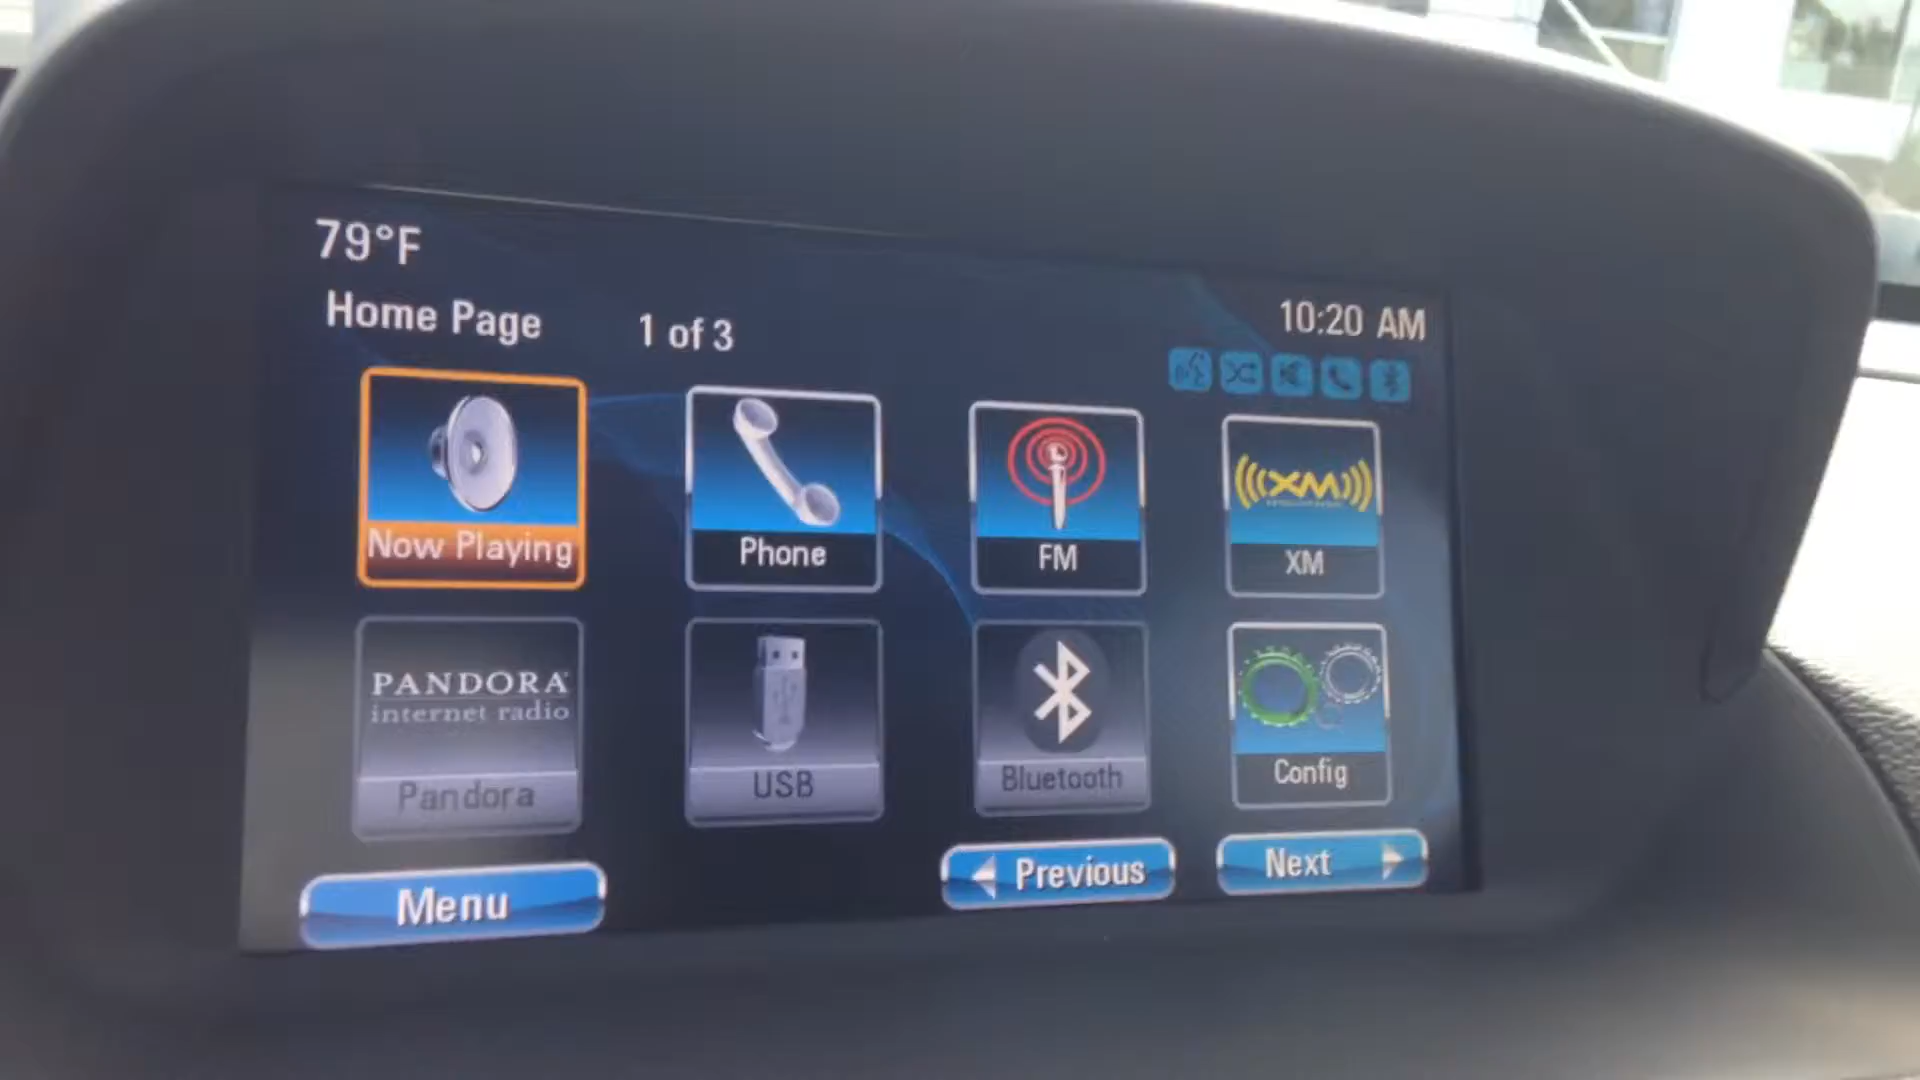 79°F
Home Page 1 of 3
10:20 AM
Now Playing
Phone
FM
XM
XM
PANDORA
internet radio
Pandora
USB
Bluetooth
Config
Menu
Previous
Next